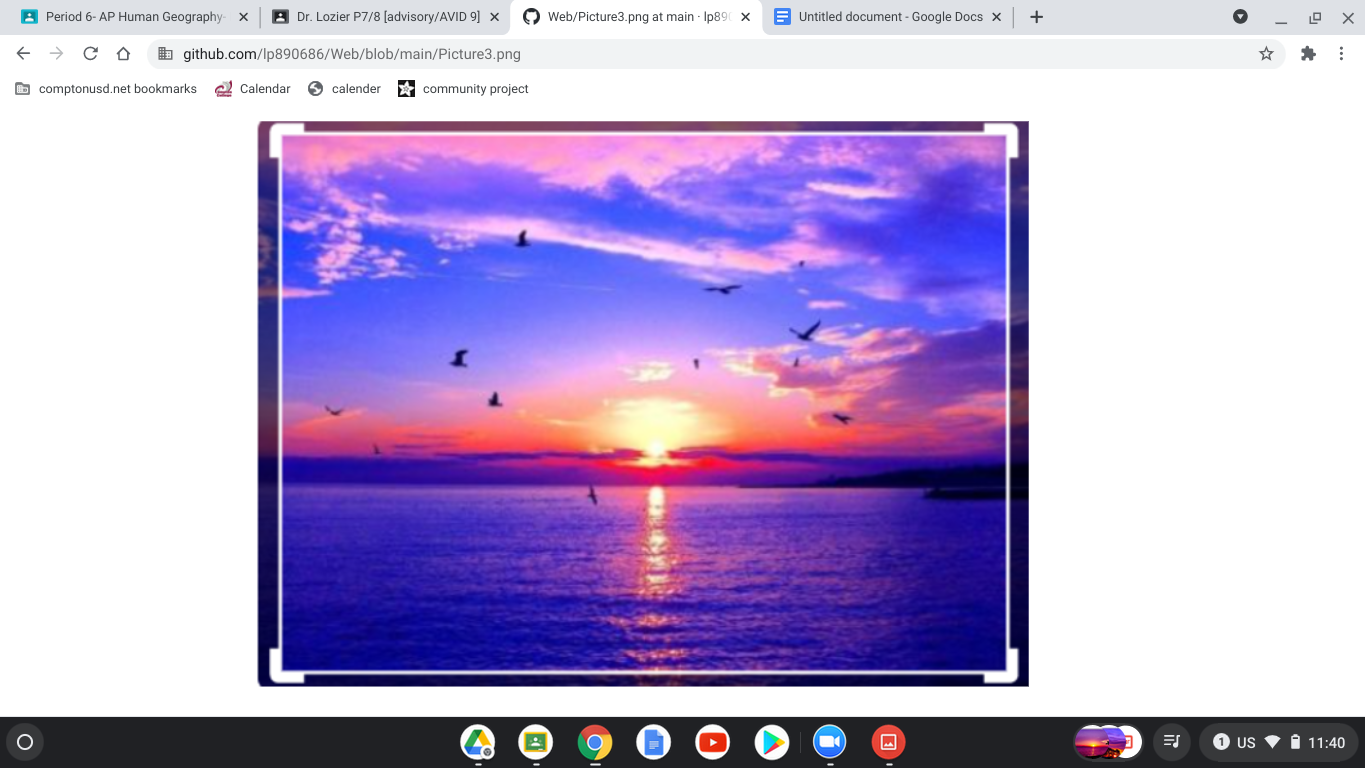 Period 6- AP Human Geography-
Dr. Lozier P7/8 [advisory/AVID 9]
Web/Picture3.png at main · lp890
Untitled document - Google Docs
github.com/lp890686/Web/blob/main/Picture3.png
comptonusd.net bookmarks
Calendar
calender
community project
1 US 11:40